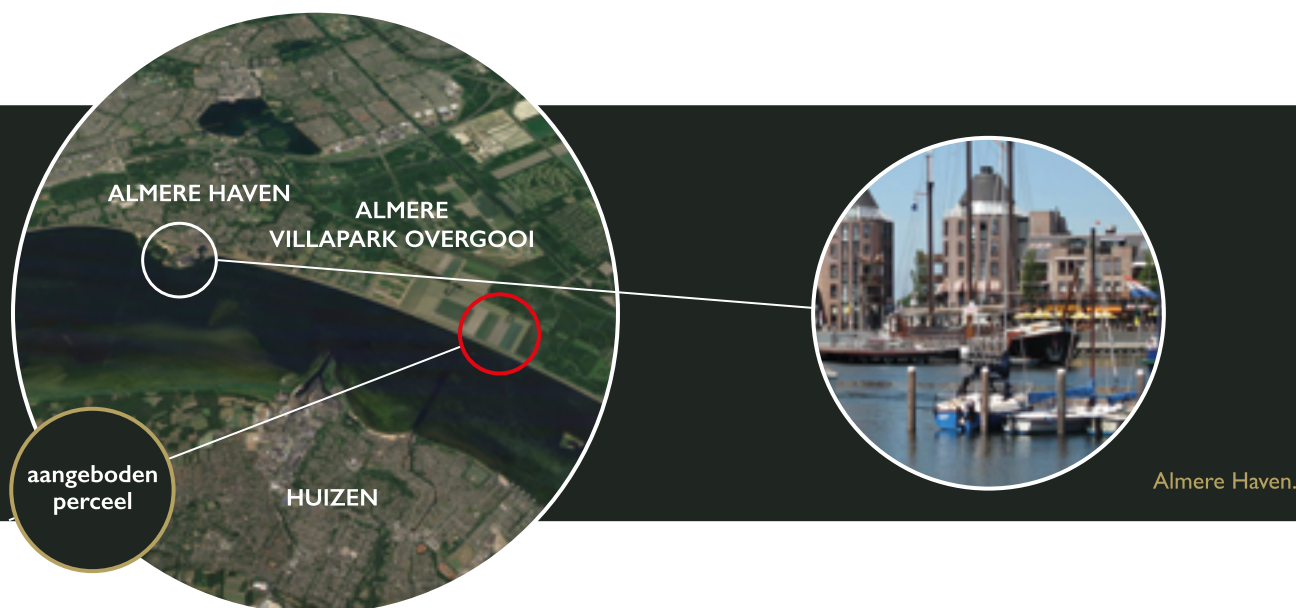 ALMERE HAVEN
ALMERE
VILLAPARK OVERGOOI
aangeboden
perceel
HUIZEN
Almere Haven.